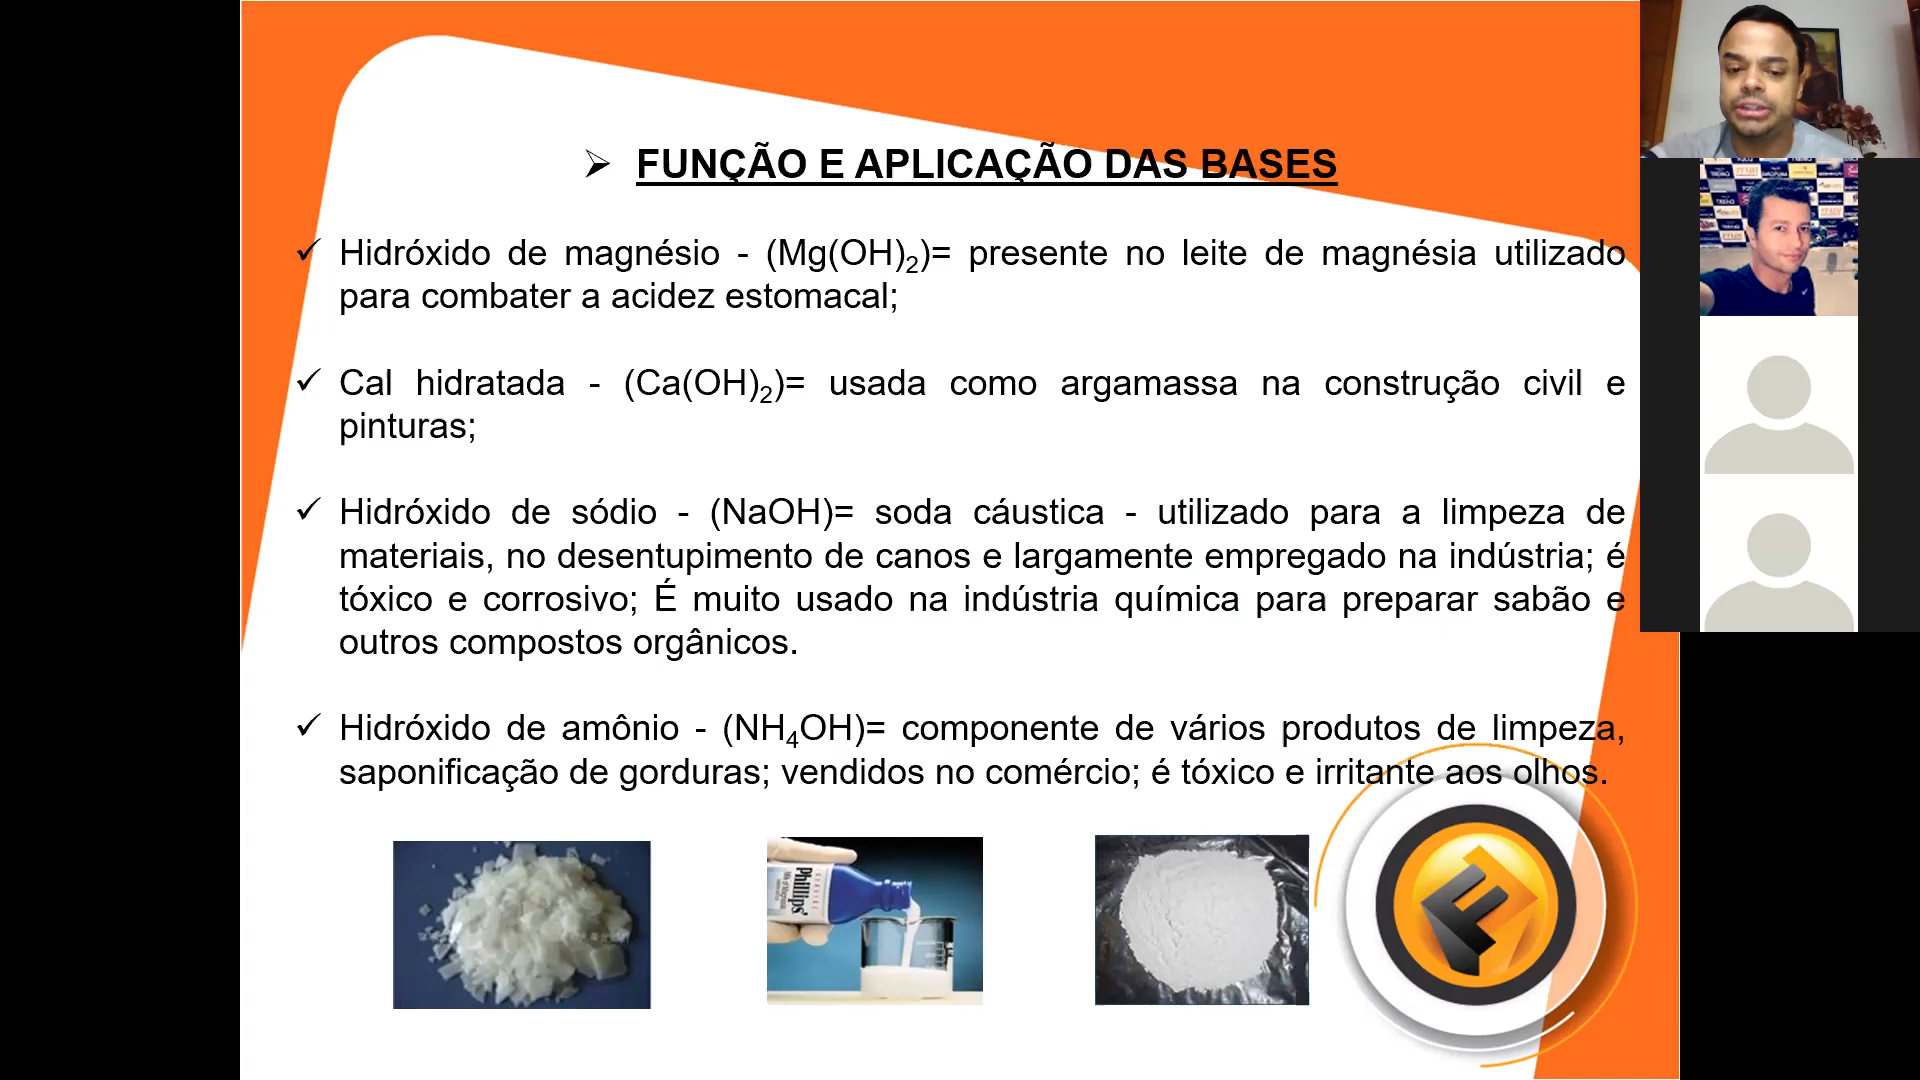 ➢ FUNÇÃO E APLICAÇÃO DAS BASES
✓ Hidróxido de magnésio - (Mg(OH)₂)= presente no leite de magnésia utilizado
para combater a acidez estomacal;
✓ Cal hidratada - (Ca(OH)₂)= usada como argamassa na construção civil e
pinturas;
✓ Hidróxido de sódio - (NaOH)= soda cáustica - utilizado para a limpeza de
materiais, no desentupimento de canos e largamente empregado na indústria; é
tóxico e corrosivo; É muito usado na indústria química para preparar sabão e
outros compostos orgânicos.
✓ Hidróxido de amônio - (NH₄OH)= componente de vários produtos de limpeza,
saponificação de gorduras; vendidos no comércio; é tóxico e irritante aos olhos.
Phillips'